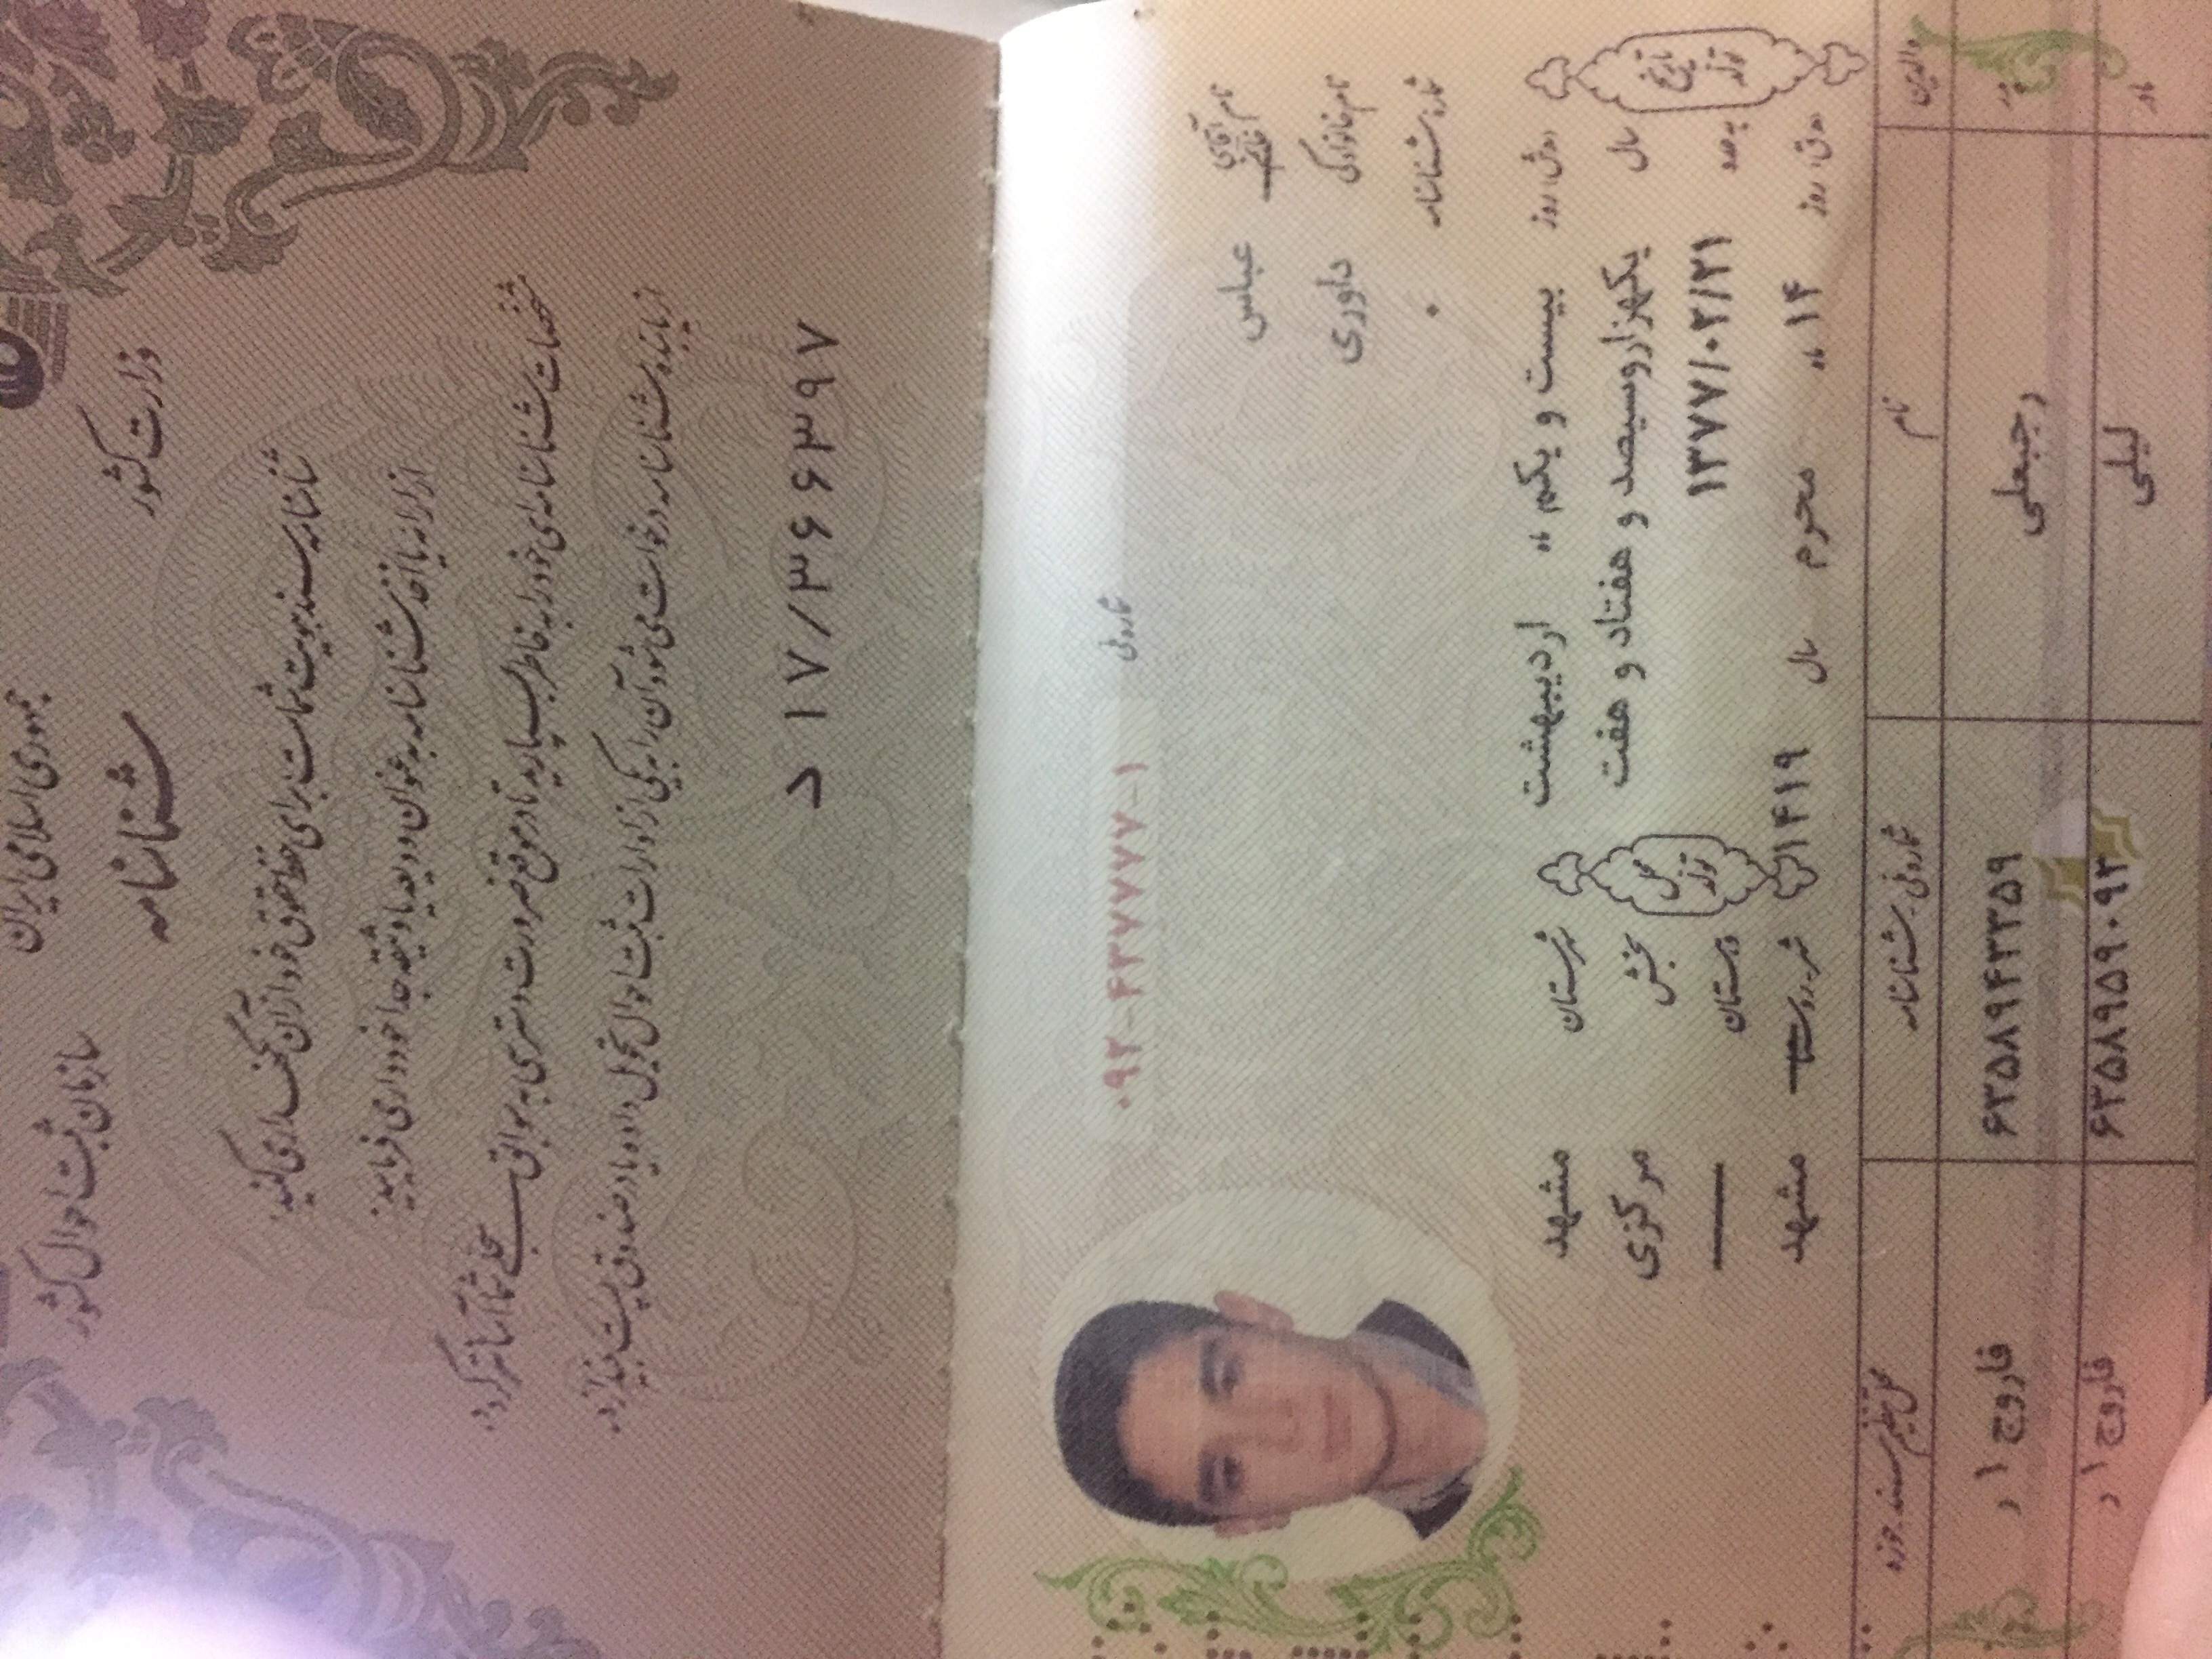 جمهوری اسلامی ایران
وزارت کشور
سازمان ثبت احوال کشور
شناسنامه
شناسنامه سند هویت شماست؛ برای حفظ حقوق خود از آن نگهداری کنید.
از ارائه یا اخذ شناسنامه به عنوان ودیعه یا وثیقه جدا خودداری فرمایید.
مشخصات شناسنامه‌ای خود را به خاطر بسپارید تا در موقع ضرورت دسترسی به سوابق سجلی شما آسانتر گردد.
از یابنده شناسنامه درخواست می‌شود آن را به یکی از ادارات ثبت احوال تحویل داده یا در صندوق پست بیندازد.
د ۱۷/۳۶۶۳۹۷
شماره ملی ۰۹۲-۴۳۷۷۷۷-۱
نام آقای خانم عباس
نام خانوادگی داوری
شماره شناسنامه ۰
تاریخ تولد
(ه‍.ش) روز بیست و یکم ماه اردیبهشت
سال یکهزاروسیصد و هفتاد و هفت
به عدد ۱۳۷۷/۰۲/۲۱
(ه‍.ق) روز ۱۴ ماه محرم سال ۱۴۱۹
محل تولد
شهرستان مشهد
بخش مرکزی
دهستان ——
شهر-روستا مشهد
والدین نام شماره ملی-شناسنامه محل تنظیم سند-حوزه
پدر رجبعلی ۶۳۵۸۹۴۳۳۵۹ فاروج ۱ ر
مادر لیلی ۶۳۵۸۹۵۹۰۹۳ فاروج ۱ ر